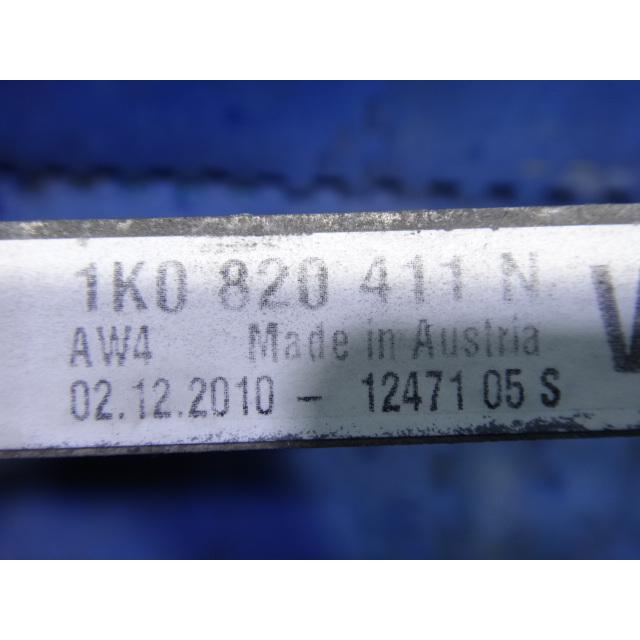 1K0 820 411 N
AW4 Made in Austria
02.12.2010 - 12471 05 S